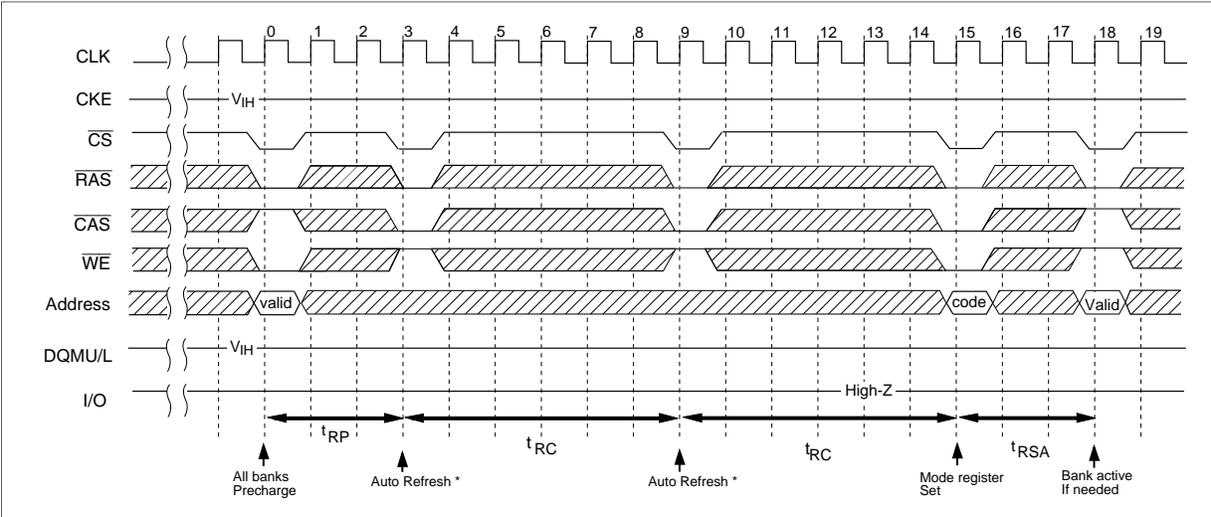 0 1 2 3 4 5 6 7 8 9 10 11 12 13 14 15 16 17 18 19
CLK
CKE
VIH
CS
RAS
CAS
WE
Address
valid
code
Valid
DQMU/L
VIH
I/O
High-Z
tRP
tRC
tRC
tRSA
All banks
Precharge
Auto Refresh *
Auto Refresh *
Mode register
Set
Bank active
If needed